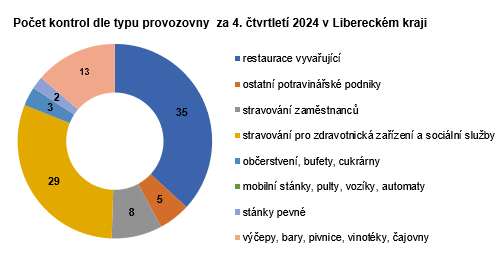 Počet kontrol dle typu provozovny za 4. čtvrtletí 2024 v Libereckém kraji
35
5
8
29
3
2
13
restaurace vyvařující
ostatní potravinářské podniky
stravování zaměstnanců
stravování pro zdravotnická zařízení a sociální služby
občerstvení, bufety, cukrárny
mobilní stánky, pulty, vozíky, automaty
stánky pevné
výčepy, bary, pivnice, vinotéky, čajovny